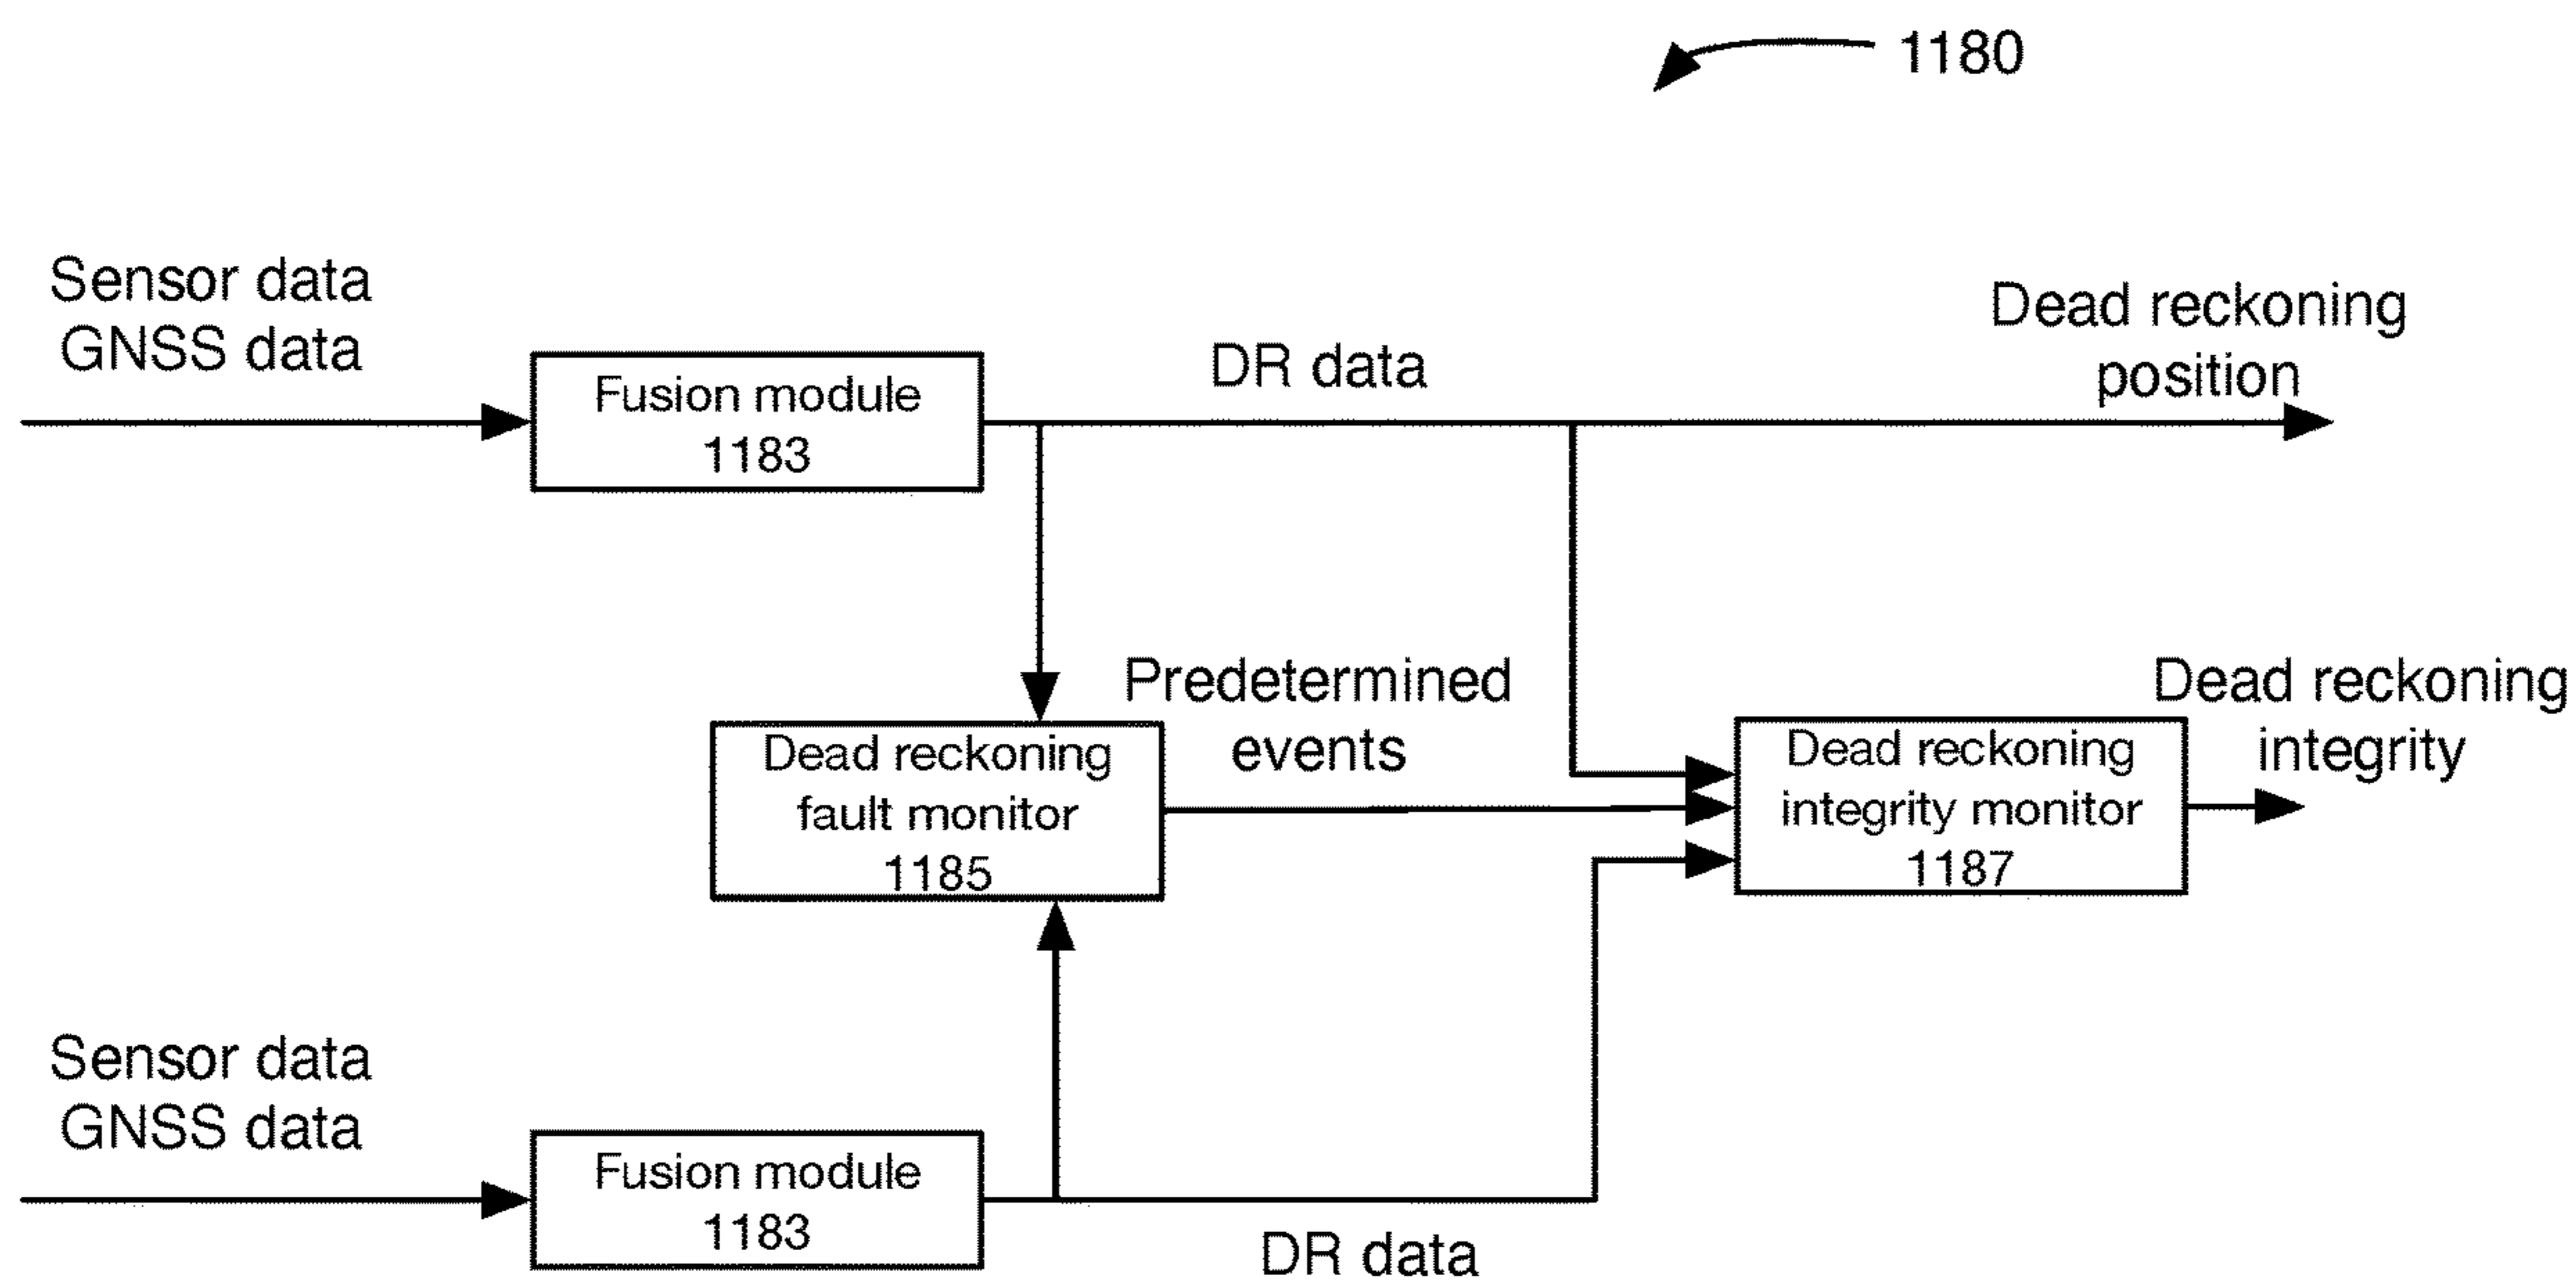 1180
Sensor data
GNSS data
Fusion module
1183
DR data
Dead reckoning
position
Dead reckoning
fault monitor
1185
Predetermined
events
Dead reckoning
integrity monitor
1187
Dead reckoning
integrity
Sensor data
GNSS data
Fusion module
1183
DR data